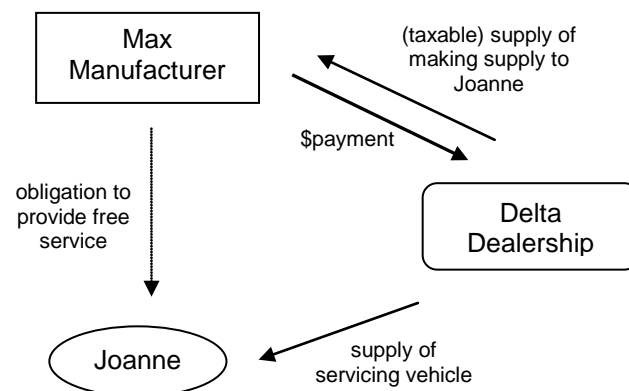 Max
Manufacturer
(taxable) supply of
making supply to
Joanne
$payment
obligation to
provide free
service
Delta
Dealership
Joanne
supply of
servicing vehicle